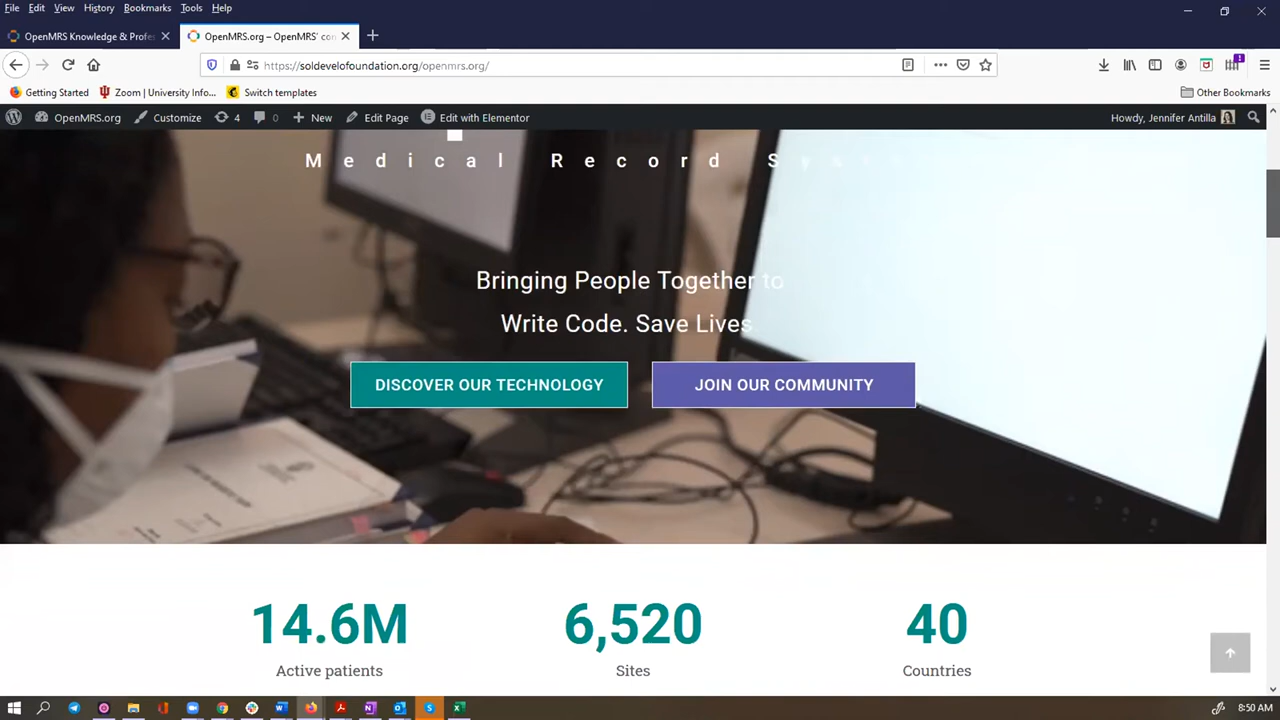 File Edit View History Bookmarks Tools Help
OpenMRS Knowledge & Profe
OpenMRS.org – OpenMRS' con
https://soldevelofoundation.org/openmrs.org/
Getting Started
Zoom | University Info...
Switch templates
Other Bookmarks
OpenMRS.org
Customize
4
0
New
Edit Page
Edit with Elementor
Howdy, Jennifer Antilla
Medical Record Sys
Bringing People Together to
Write Code. Save Lives.
DISCOVER OUR TECHNOLOGY
JOIN OUR COMMUNITY
14.6M
6,520
40
Active patients
Sites
Countries
8:50 AM